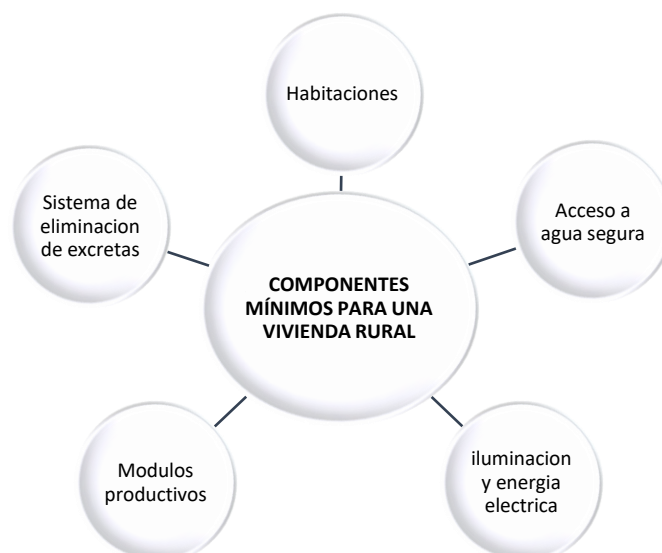 Habitaciones
Sistema de
eliminacion
de excretas
Acceso a
agua segura
COMPONENTES
MÍNIMOS PARA UNA
VIVIENDA RURAL
Modulos
productivos
iluminacion
y energia
electrica